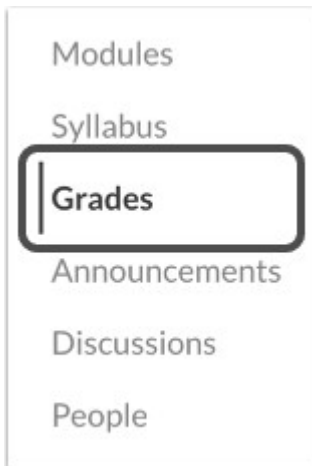 Modules
Syllabus
Grades
Announcements
Discussions
People